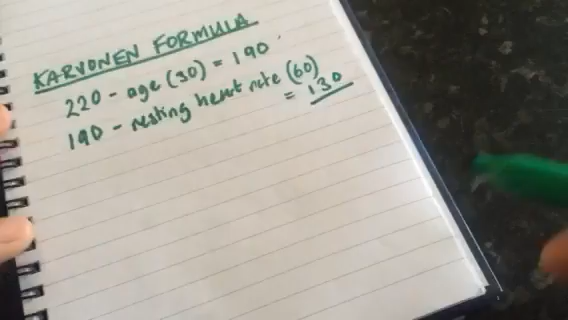 KARVONEN FORMULA
220 - age (30) = 190
190 - resting heart rate (60)
= 130